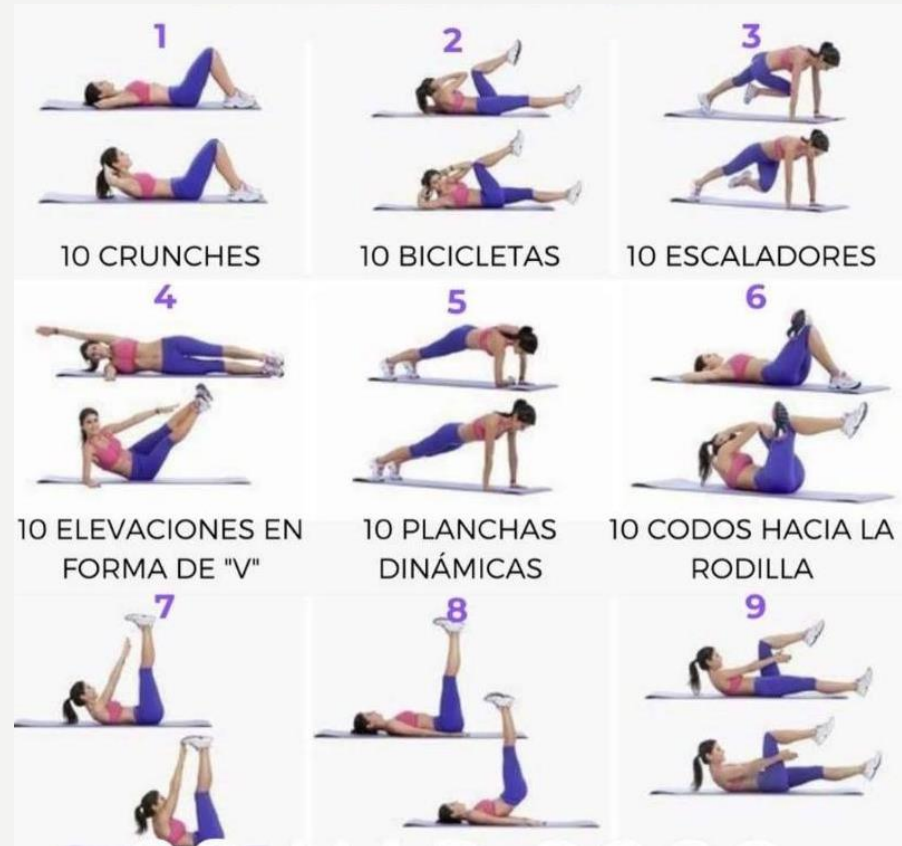 1
2
3
10 CRUNCHES
10 BICICLETAS
10 ESCALADORES
4
5
6
10 ELEVACIONES EN
FORMA DE "V"
10 PLANCHAS
DINÁMICAS
10 CODOS HACIA LA
RODILLA
7
8
9